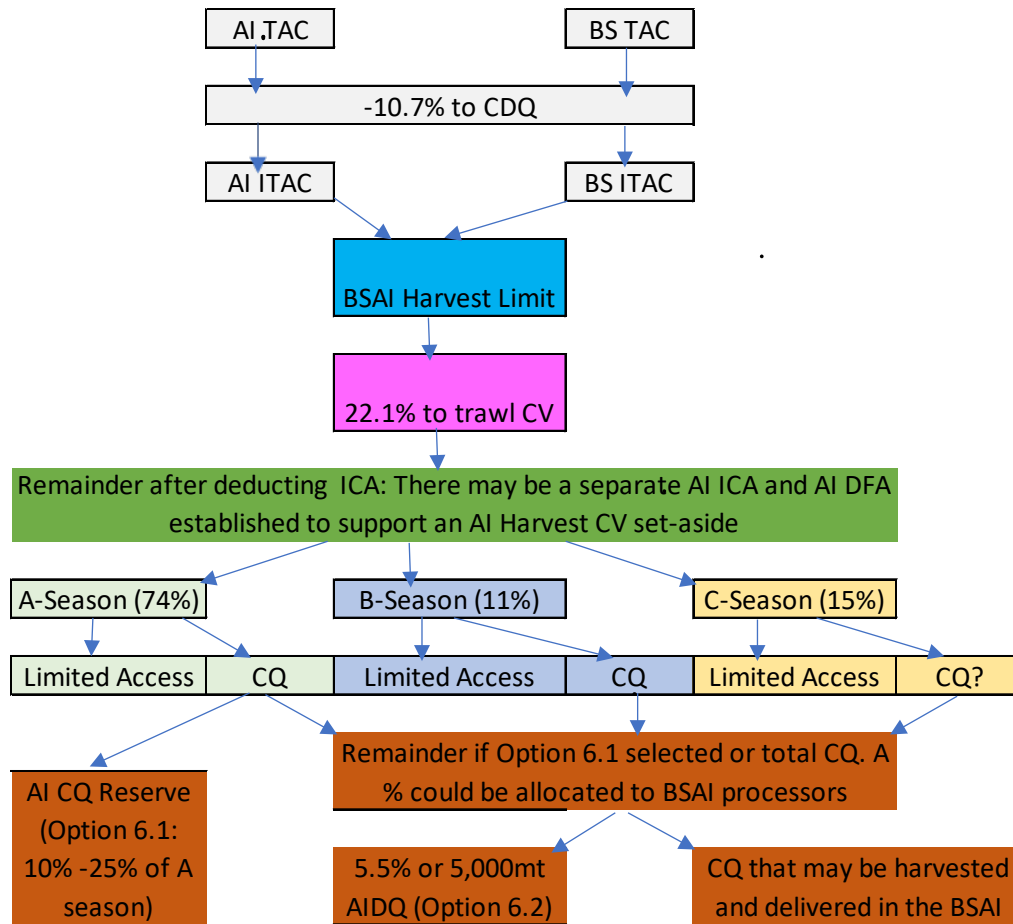 AI TAC
BS TAC
-10.7% to CDQ
AI ITAC
BS ITAC
BSAI Harvest Limit
22.1% to trawl CV
Remainder after deducting ICA: There may be a separate AI ICA and AI DFA
established to support an AI Harvest CV set-aside
A-Season (74%)
B-Season (11%)
C-Season (15%)
Limited Access
CQ
Limited Access
CQ
Limited Access
CQ?
Remainder if Option 6.1 selected or total CQ. A
% could be allocated to BSAI processors
AI CQ Reserve
(Option 6.1:
10% -25% of A
season)
5.5% or 5,000mt
AIDQ (Option 6.2)
CQ that may be harvested
and delivered in the BSAI